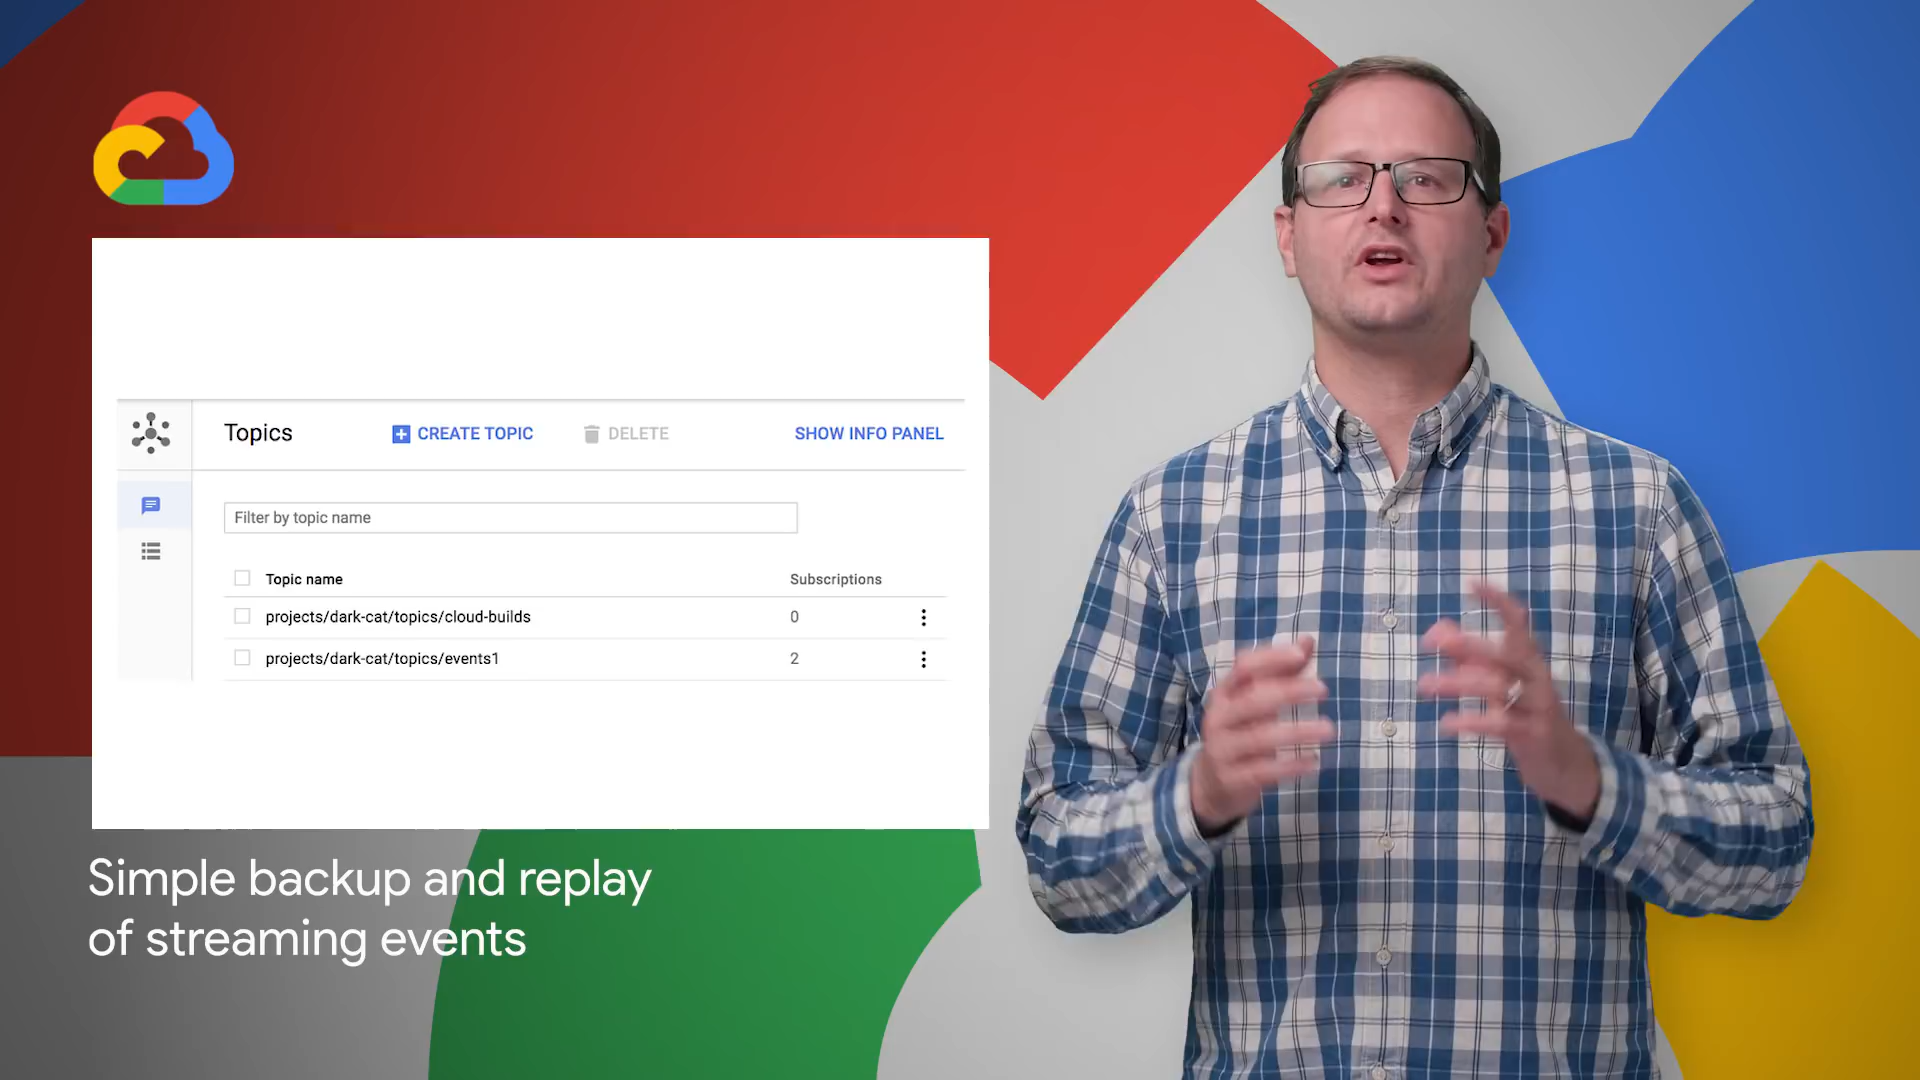 Topics
CREATE TOPIC
DELETE
SHOW INFO PANEL
Filter by topic name
Topic name Subscriptions
projects/dark-cat/topics/cloud-builds 0
projects/dark-cat/topics/events1 2
Simple backup and replay
of streaming events